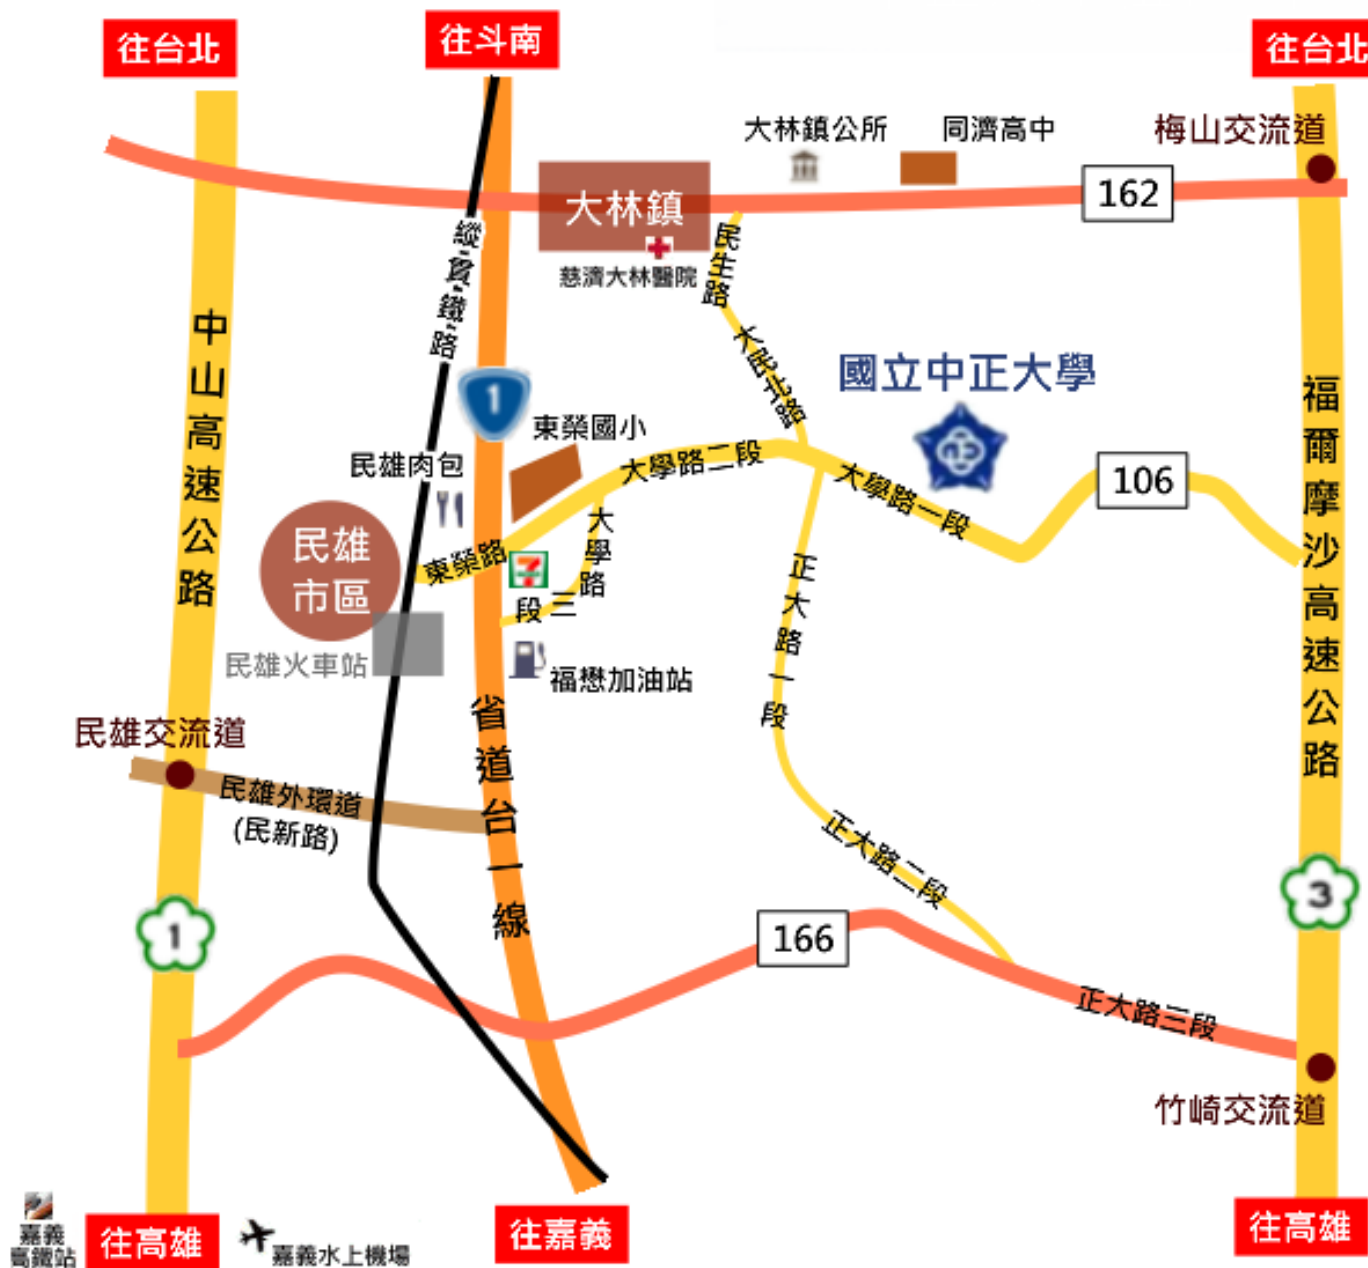 往台北
往斗南
往台北
大林鎮公所
同濟高中
梅山交流道
162
大林鎮
慈濟大林醫院
縱貫鐵路
民生路
大民北路
中山高速公路
國立中正大學
福爾摩沙高速公路
1
東榮國小
民雄肉包
大學路二段
大學路一段
106
民雄
市區
東榮路
7
大學路三段
正大路一段
民雄火車站
福懋加油站
省道台一線
民雄交流道
民雄外環道
(民新路)
正大路二段
3
1
166
正大路三段
竹崎交流道
嘉義
高鐵站
往高雄
嘉義水上機場
往嘉義
往高雄